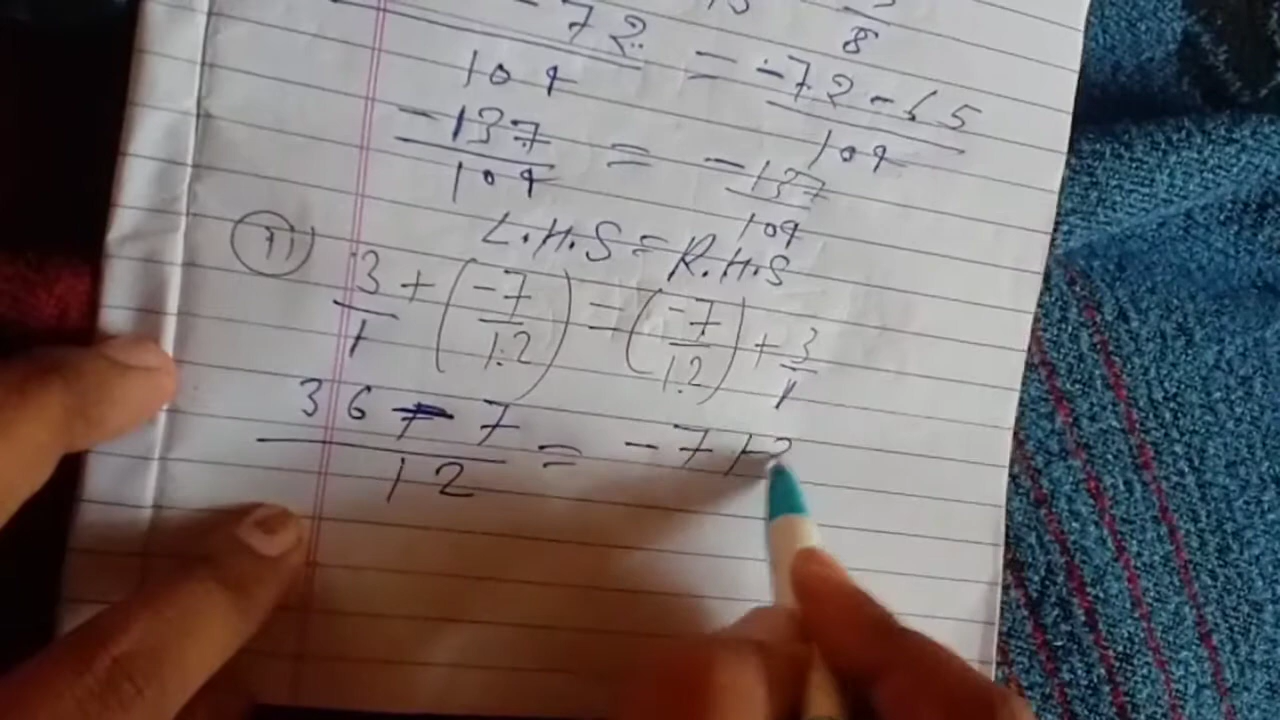 -72 = -72-65
104 104
-137 = -137
104 104
L.H.S = R.H.S
3/1 + (-7/12) = (-7/12) + 3/1
36 - 7 = -7+3
12